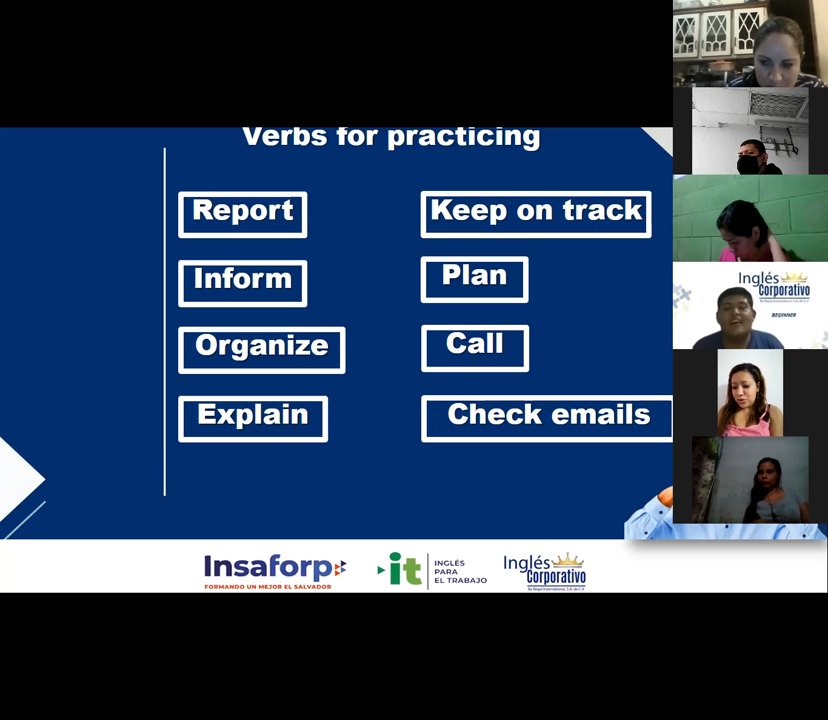 Verbs for practicing
Report
Keep on track
Inform
Plan
Organize
Call
Explain
Check emails
Inglés
Corporativo
BEGINNER
Insaforp
FORMANDO UN MEJOR EL SALVADOR
it
INGLÉS
PARA
EL TRABAJO
Inglés
Corporativo